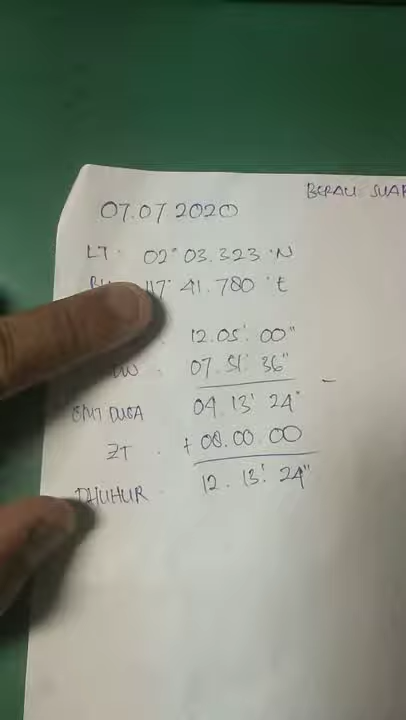 BERAU SUAR
07.07 2020
LT. 02° 03.323 'N
117° 41.780 'E
12.05'. 00"
07. 51'. 36"
GMT DUGA 04. 13' 24"
ZT . + 08.00.00
DHUHUR 12. 13'. 24"